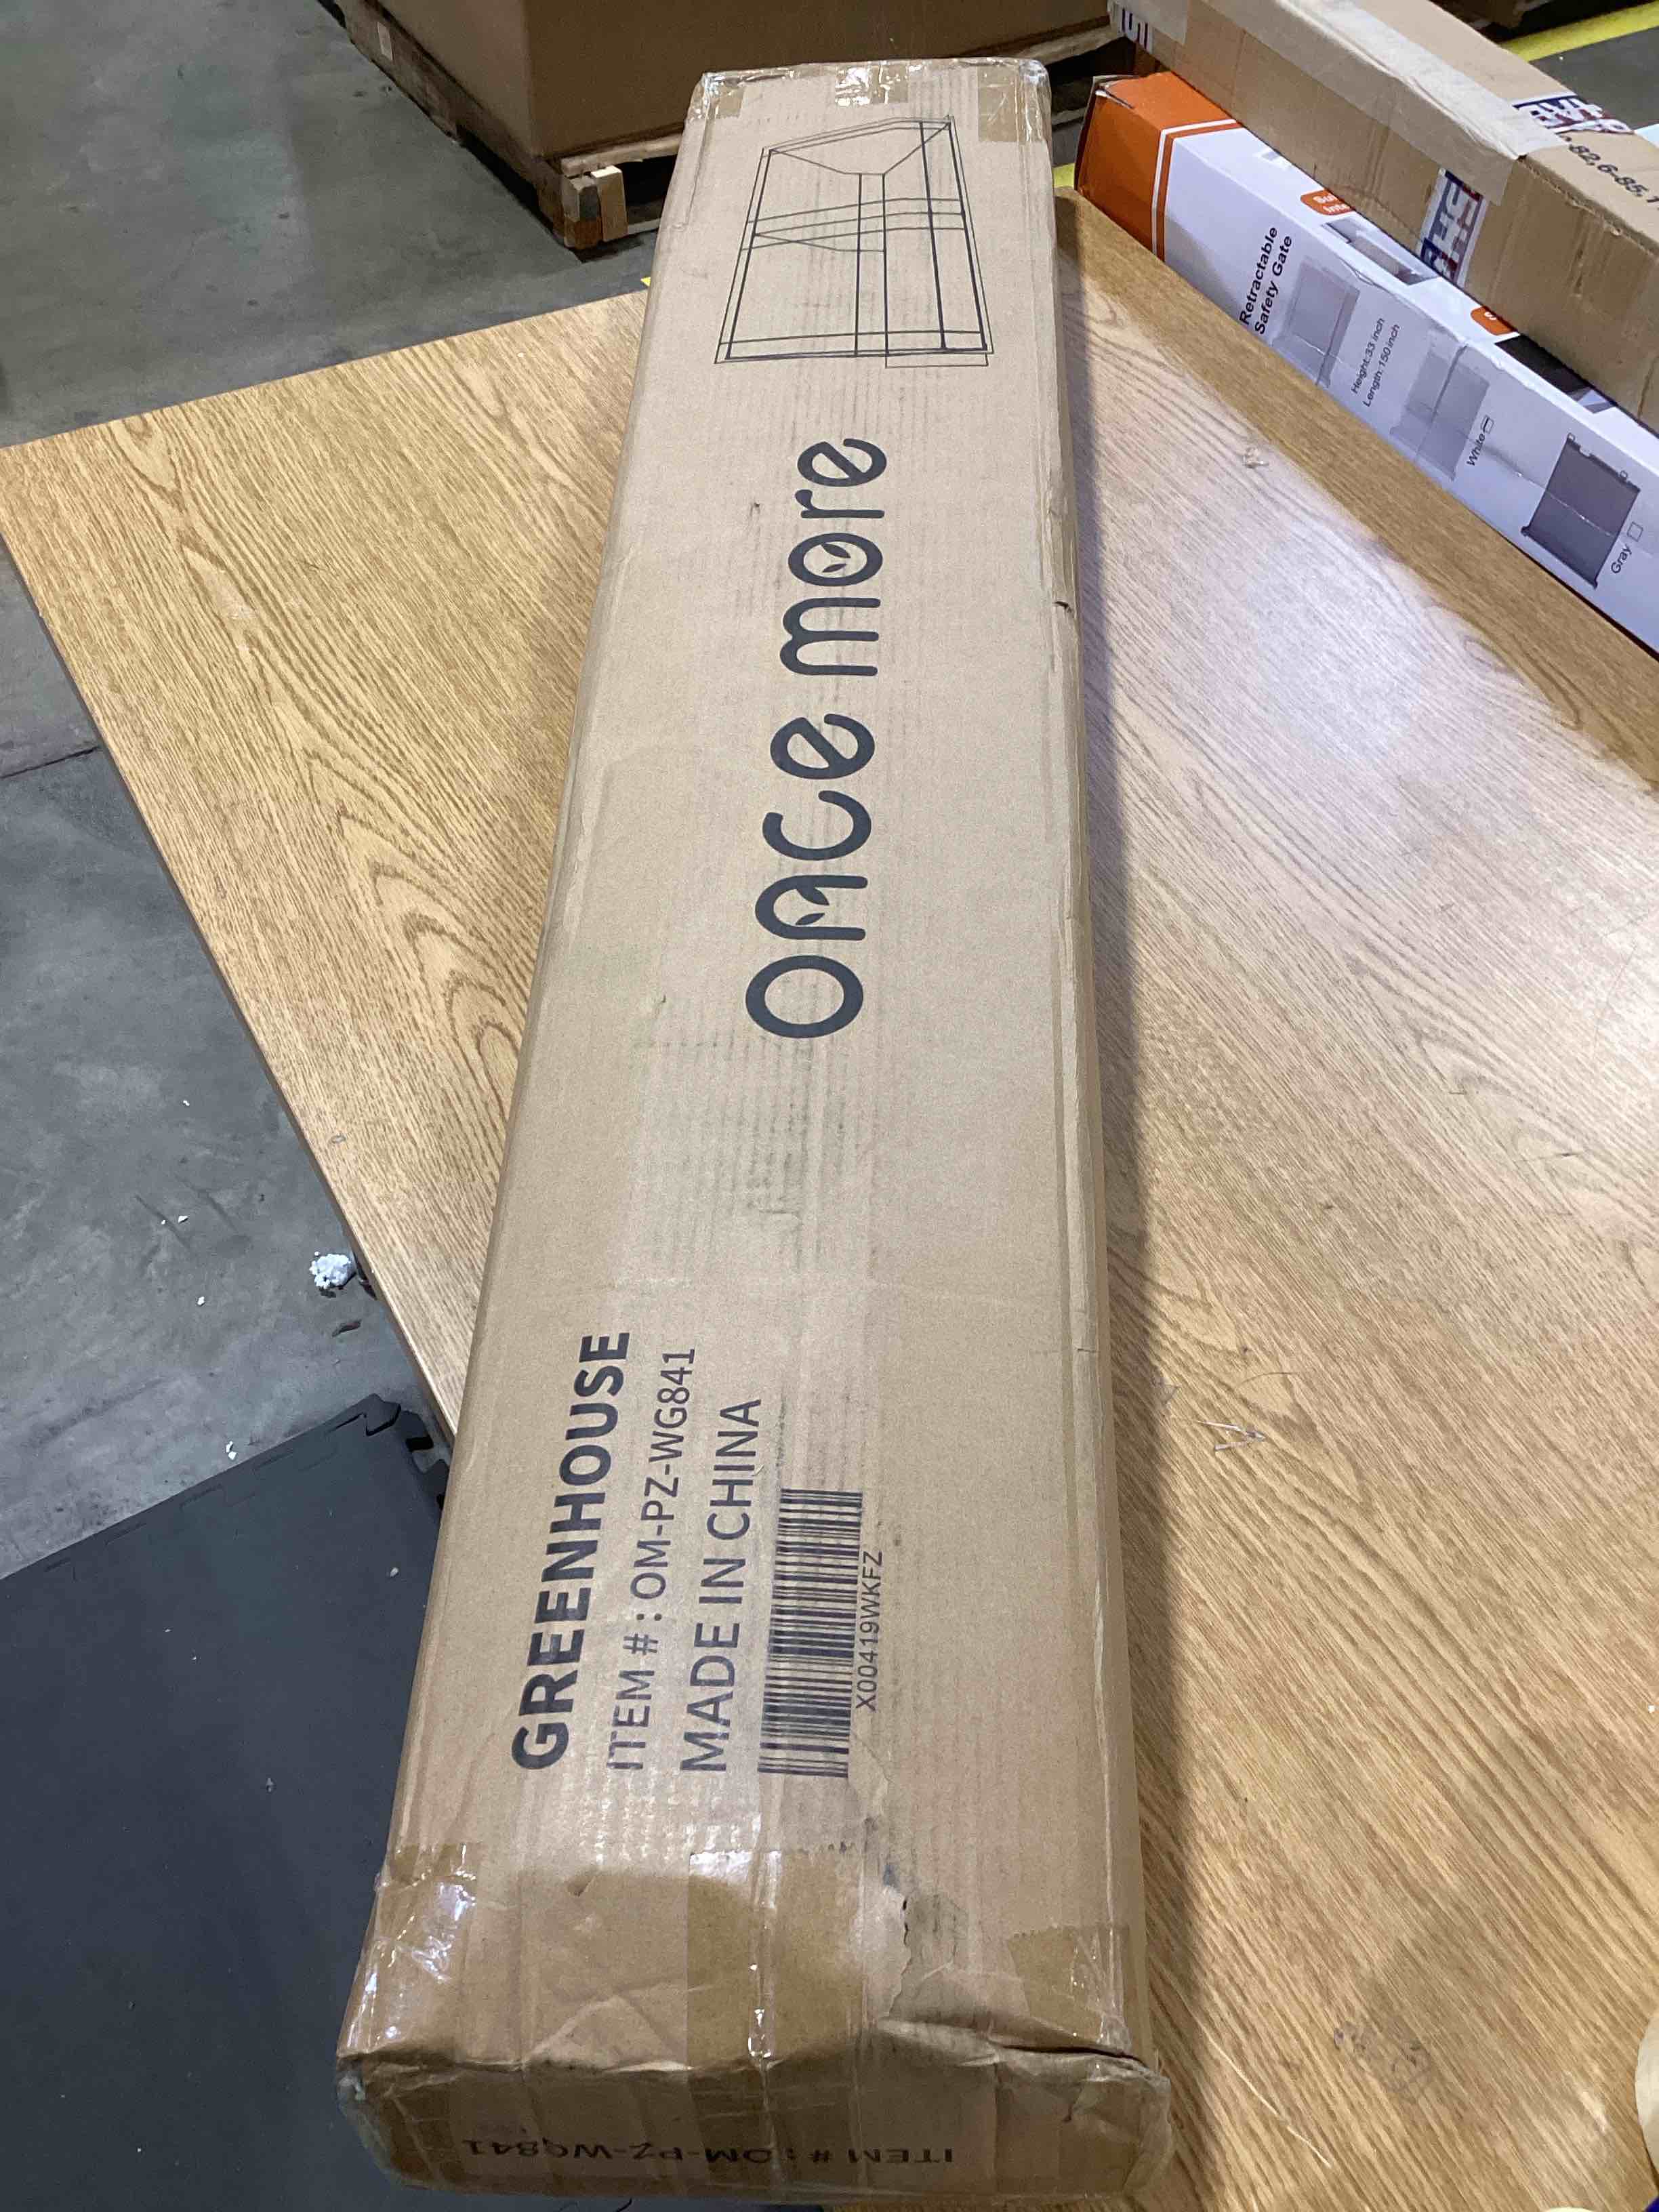 once more
GREENHOUSE
ITEM # : OM-PZ-WG841
MADE IN CHINA
X00419WKFZ
ITEM # : OM-PZ-WG841
Retractable
Safety Gate
Height:33 inch
Length: 150 inch
White
Gray